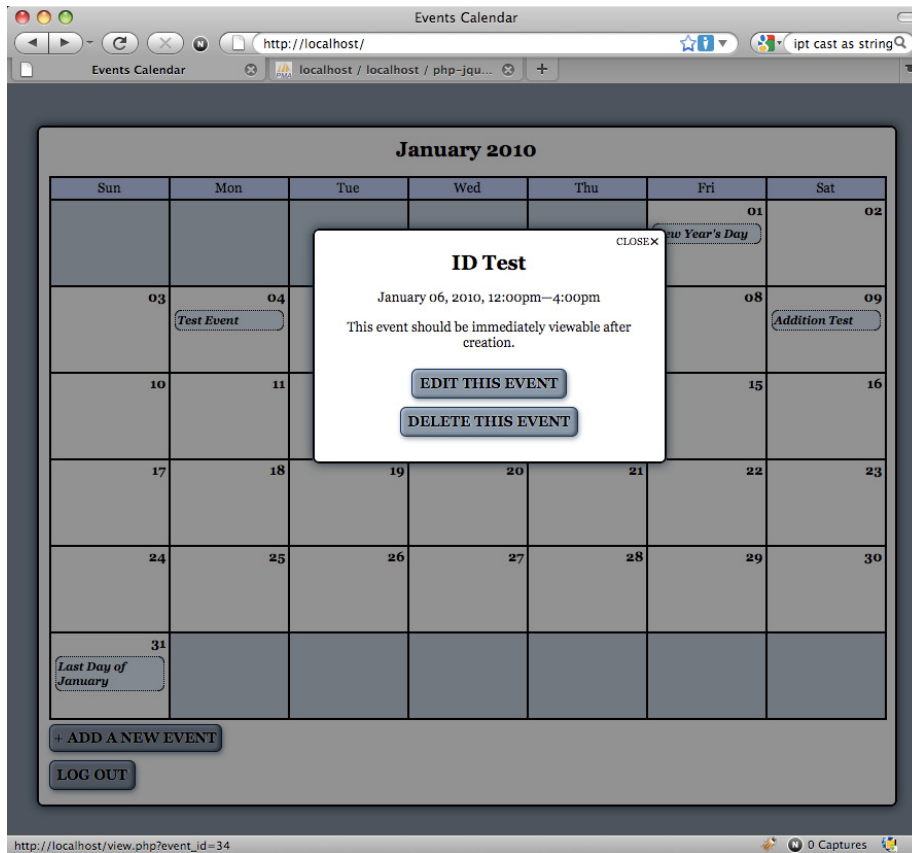 Events Calendar
http://localhost/
ipt cast as string
Events Calendar
PMA localhost / localhost / php-jqu...
January 2010
Sun Mon Tue Wed Thu Fri Sat
01 02
Year's Day
CLOSE×
ID Test
January 06, 2010, 12:00pm—4:00pm
This event should be immediately viewable after
creation.
EDIT THIS EVENT
DELETE THIS EVENT
03 04 08 09
Test Event Addition Test
10 11 15 16
17 18 19 20 21 22 23
24 25 26 27 28 29 30
31
Last Day of
January
+ ADD A NEW EVENT
LOG OUT
http://localhost/view.php?event_id=34
N 0 Captures